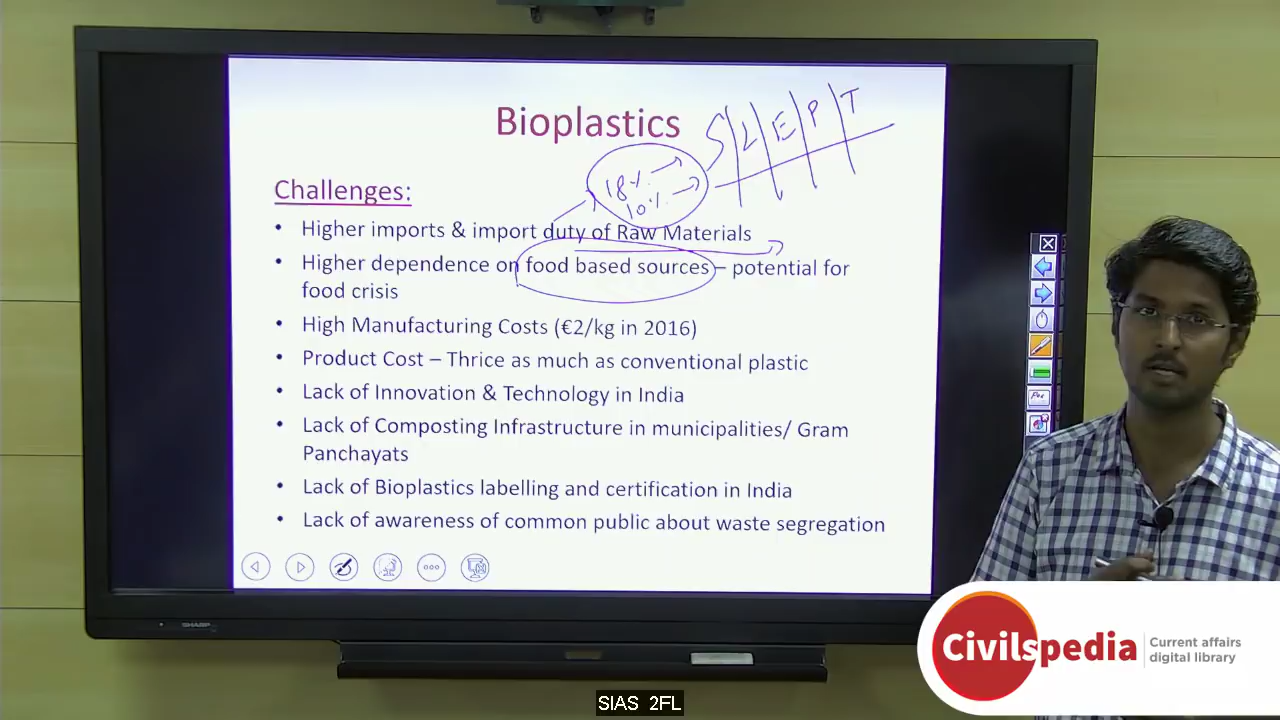 Bioplastics
S L E P T
18%
10%
Challenges:
• Higher imports & import duty of Raw Materials
• Higher dependence on food based sources – potential for
food crisis
• High Manufacturing Costs (€2/kg in 2016)
• Product Cost – Thrice as much as conventional plastic
• Lack of Innovation & Technology in India
• Lack of Composting Infrastructure in municipalities/ Gram
Panchayats
• Lack of Bioplastics labelling and certification in India
• Lack of awareness of common public about waste segregation
SHARP
Civilspedia
Current affairs
digital library
SIAS 2FL